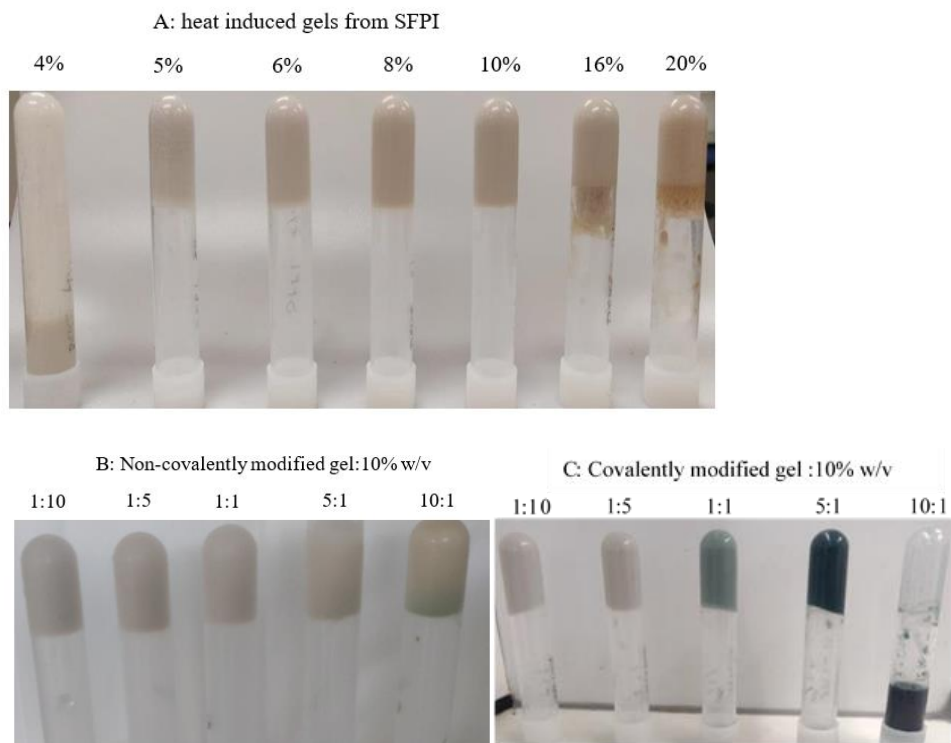 A: heat induced gels from SFPI
4% 5% 6% 8% 10% 16% 20%
B: Non-covalently modified gel:10% w/v
1:10 1:5 1:1 5:1 10:1
C: Covalently modified gel :10% w/v
1:10 1:5 1:1 5:1 10:1